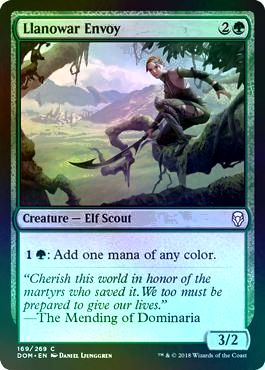 Llanowar Envoy 2
Creature — Elf Scout
1 : Add one mana of any color.
“Cherish this world in honor of the
martyrs who saved it. We too must be
prepared to give our lives.”
—The Mending of Dominaria
3/2
169/269 C
DOM • EN Daniel Ljunggren
™ & © 2018 Wizards of the Coast